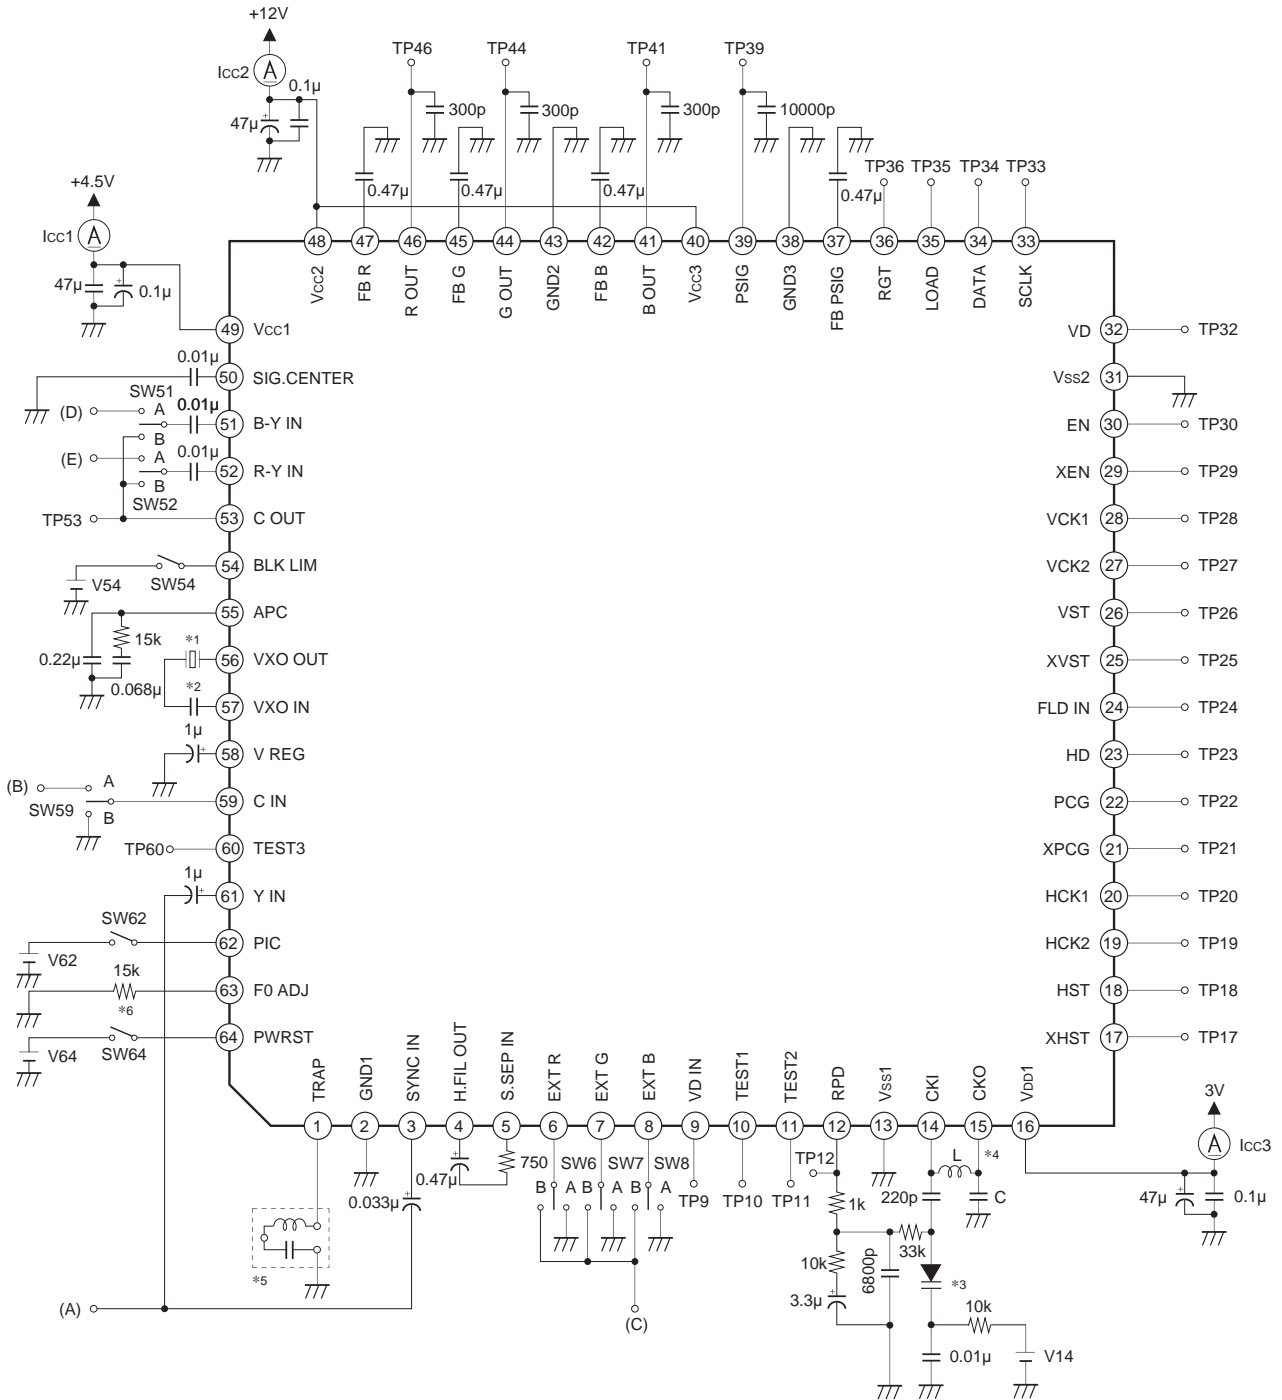 +12V
Icc2
A
0.1µ
47µ
TP46
TP44
TP41
TP39
300p
300p
300p
10000p
0.47µ
0.47µ
0.47µ
0.47µ
TP36
TP35
TP34
TP33
+4.5V
Icc1
A
47µ
0.1µ
48 47 46 45 44 43 42 41 40 39 38 37 36 35 34 33
Vcc2
FB R
R OUT
FB G
G OUT
GND2
FB B
B OUT
Vcc3
PSIG
GND3
FB PSIG
RGT
LOAD
DATA
SCLK
49 Vcc1
0.01µ
50 SIG.CENTER
SW51
(D) A 0.01µ
B
51 B-Y IN
(E) A 0.01µ
B
SW52
52 R-Y IN
TP53 53 C OUT
V54 SW54 54 BLK LIM
55 APC
15k
0.22µ
0.068µ
*1
56 VXO OUT
*2
57 VXO IN
1µ
58 V REG
(B) A
SW59 B
59 C IN
TP60 60 TEST3
1µ
61 Y IN
SW62
V62 62 PIC
15k
*6
63 F0 ADJ
V64 SW64 64 PWRST
VD 32 TP32
Vss2 31
EN 30 TP30
XEN 29 TP29
VCK1 28 TP28
VCK2 27 TP27
VST 26 TP26
XVST 25 TP25
FLD IN 24 TP24
HD 23 TP23
PCG 22 TP22
XPCG 21 TP21
HCK1 20 TP20
HCK2 19 TP19
HST 18 TP18
XHST 17 TP17
TRAP
GND1
SYNC IN
H.FIL OUT
S.SEP IN
EXT R
EXT G
EXT B
VD IN
TEST1
TEST2
RPD
Vss1
CKI
CKO
VDD1
1 2 3 4 5 6 7 8 9 10 11 12 13 14 15 16
3V
A
Icc3
47µ
0.1µ
0.033µ
0.47µ
750
SW6 SW7 SW8
B A B A B A
TP9
TP10
TP11
TP12
L *4
220p
C
1k
33k
10k
6800p
3.3µ
*3
10k
0.01µ
V14
*5
(A)
(C)